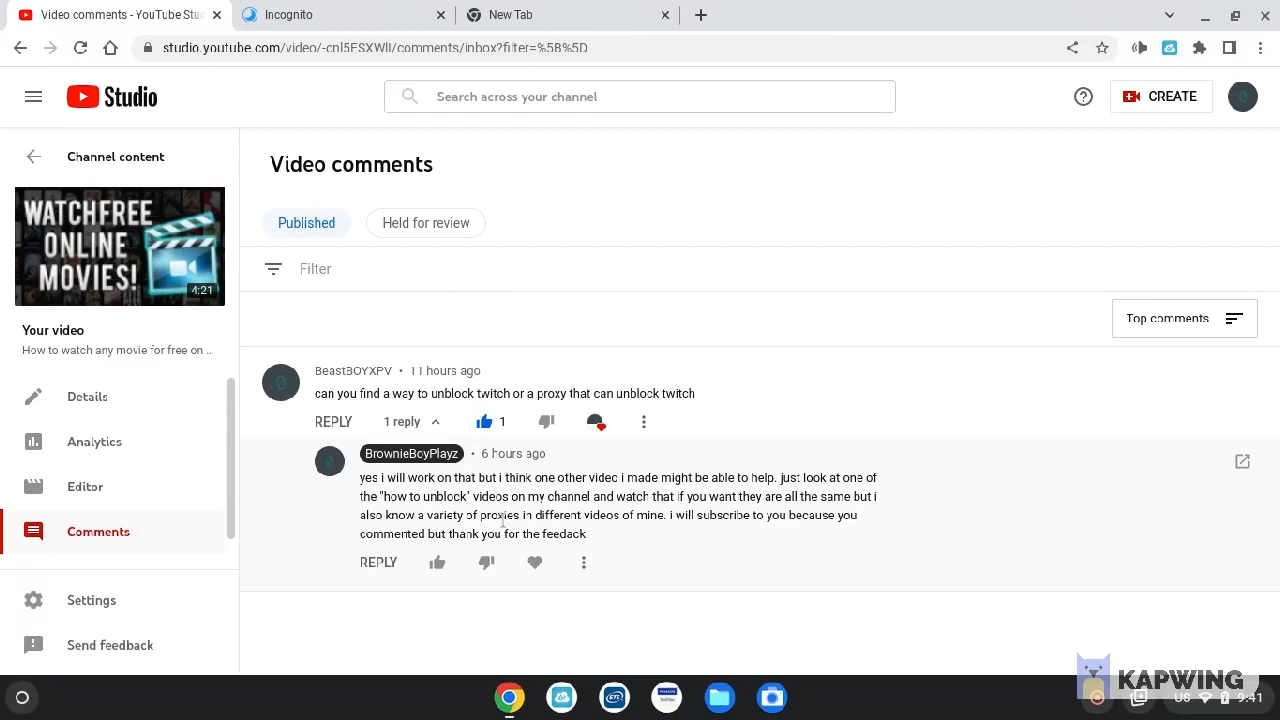 Video comments - YouTube Stu
Incognito
New Tab
studio.youtube.com/video/-cnl5FSXWlI/comments/inbox?filter=%5B%5D
Studio
Search across your channel
CREATE
Channel content
WATCH FREE
ONLINE
MOVIES!
4:21
Your video
How to watch any movie for free on ...
Details
Analytics
Editor
Comments
Settings
Send feedback
Video comments
Published
Held for review
Filter
Top comments
BeastBOYXPV • 11 hours ago
can you find a way to unblock twitch or a proxy that can unblock twitch
REPLY 1 reply 1
BrownieBoyPlayz • 6 hours ago
yes i will work on that but i think one other video i made might be able to help. just look at one of
the "how to unblock" videos on my channel and watch that if you want they are all the same but i
also know a variety of proxies in different videos of mine. i will subscribe to you because you
commented but thank you for the feedack
REPLY
KAPWING
US 9:41